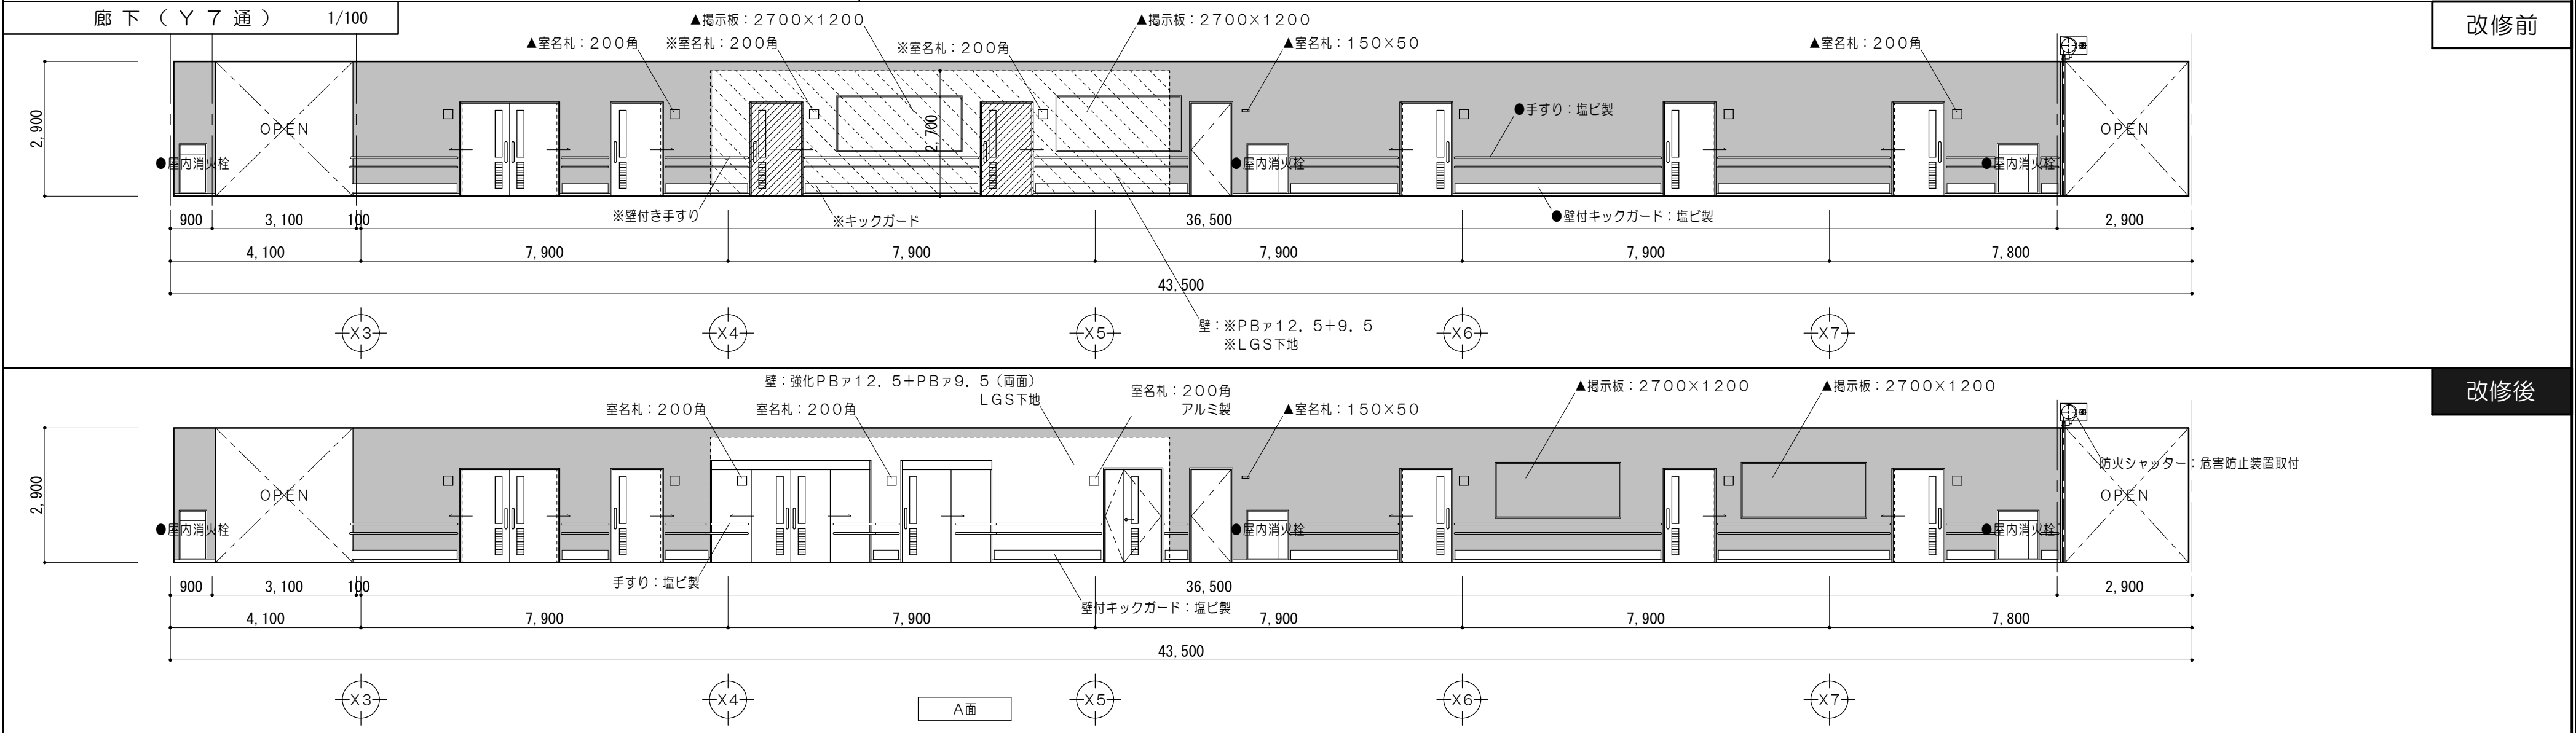 廊下（Y７通） 1/100
改修前
▲掲示板：２７００×１２００
▲掲示板：２７００×１２００
▲室名札：２００角
※室名札：２００角
※室名札：２００角
▲室名札：１５０×５０
▲室名札：２００角
2,900
OPEN
2,700
●手すり：塩ビ製
OPEN
●屋内消火栓
●屋内消火栓
●屋内消火栓
※壁付き手すり
※キックガード
●壁付キックガード：塩ビ製
900
3,100
100
36,500
2,900
4,100
7,900
7,900
7,900
7,900
7,800
43,500
壁：※ＰＢァ１２．５＋９．５
※ＬＧＳ下地
X3
X4
X5
X6
X7
改修後
壁：強化ＰＢァ１２．５＋ＰＢァ９．５（両面）
ＬＧＳ下地
室名札：２００角
アルミ製
▲掲示板：２７００×１２００
▲掲示板：２７００×１２００
室名札：２００角
室名札：２００角
▲室名札：１５０×５０
2,900
防火シャッター：危害防止装置取付
OPEN
OPEN
●屋内消火栓
●屋内消火栓
●屋内消火栓
手すり：塩ビ製
壁付キックガード：塩ビ製
900
3,100
100
36,500
2,900
4,100
7,900
7,900
7,900
7,900
7,800
43,500
X3
X4
A面
X5
X6
X7